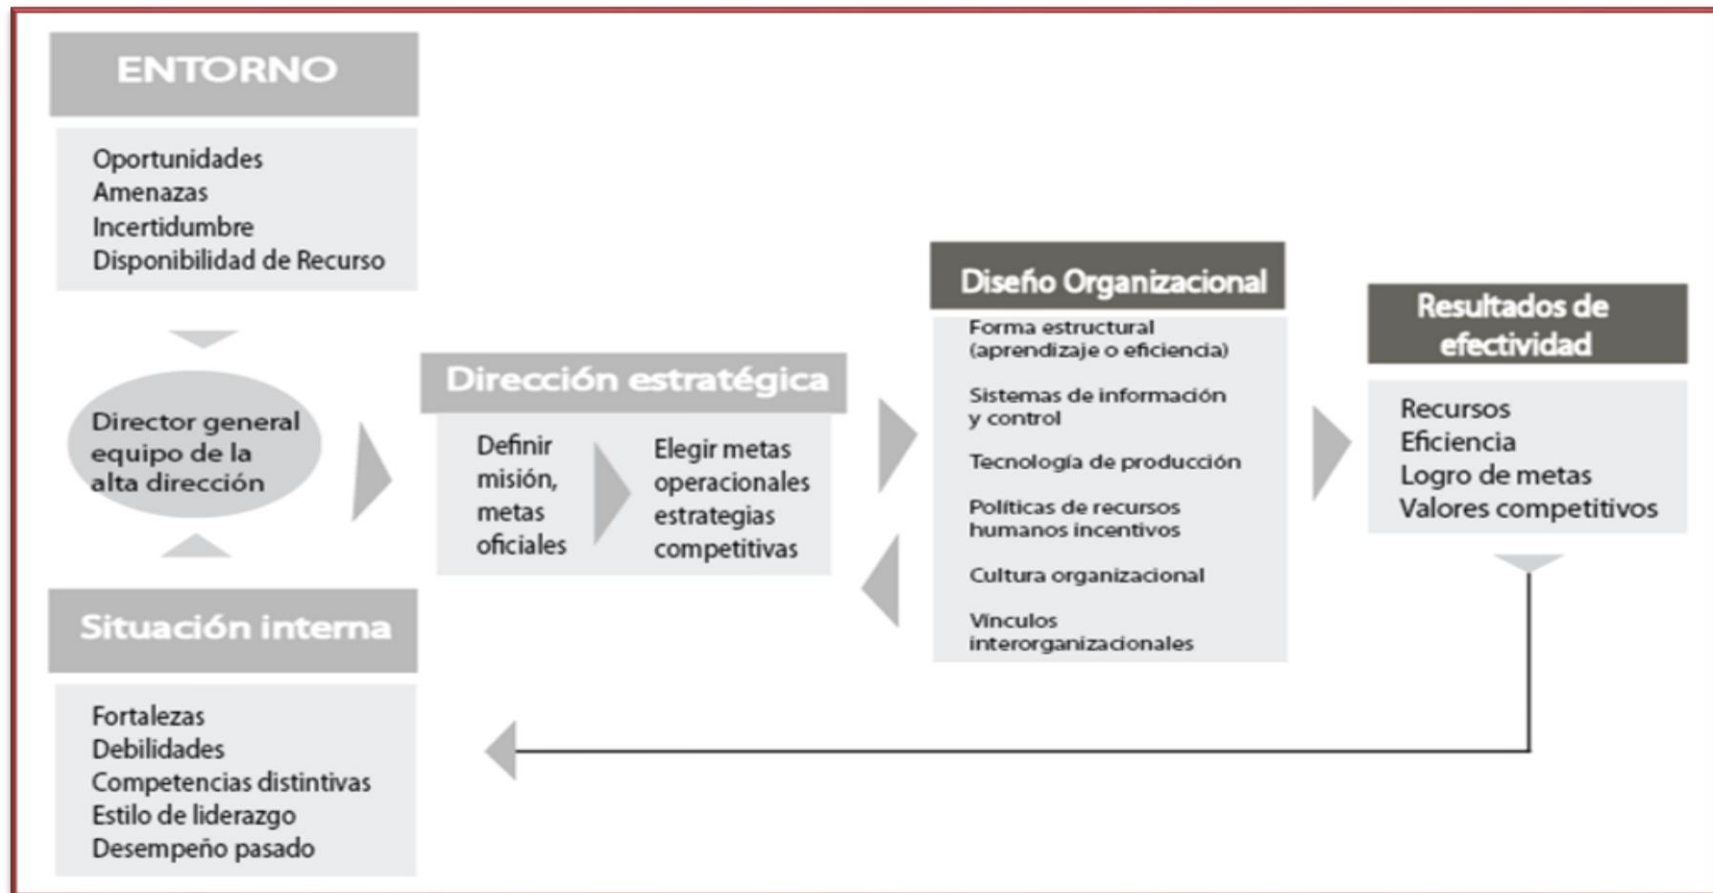 ENTORNO
Oportunidades
Amenazas
Incertidumbre
Disponibilidad de Recurso
Director general
equipo de la
alta dirección
Situación interna
Fortalezas
Debilidades
Competencias distintivas
Estilo de liderazgo
Desempeño pasado
Dirección estratégica
Definir
misión,
metas
oficiales
Elegir metas
operacionales
estrategias
competitivas
Diseño Organizacional
Forma estructural
(aprendizaje o eficiencia)
Sistemas de información
y control
Tecnología de producción
Políticas de recursos
humanos incentivos
Cultura organizacional
Vínculos
interorganizacionales
Resultados de
efectividad
Recursos
Eficiencia
Logro de metas
Valores competitivos